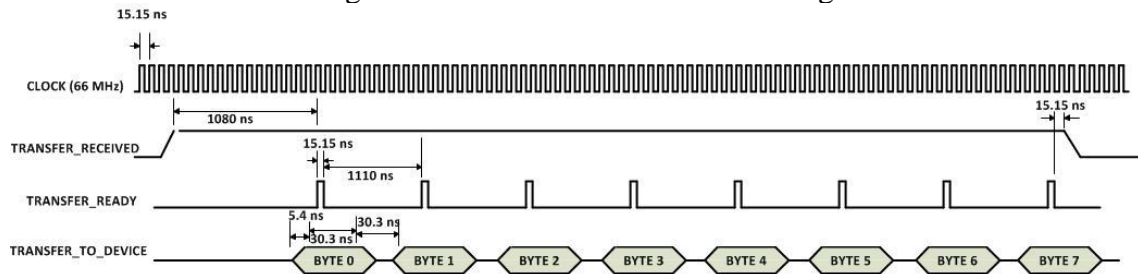 15.15 ns
CLOCK (66 MHz)
1080 ns
15.15 ns
TRANSFER_RECEIVED
15.15 ns
1110 ns
TRANSFER_READY
5.4 ns
30.3 ns
30.3 ns
TRANSFER_TO_DEVICE
BYTE 0 BYTE 1 BYTE 2 BYTE 3 BYTE 4 BYTE 5 BYTE 6 BYTE 7